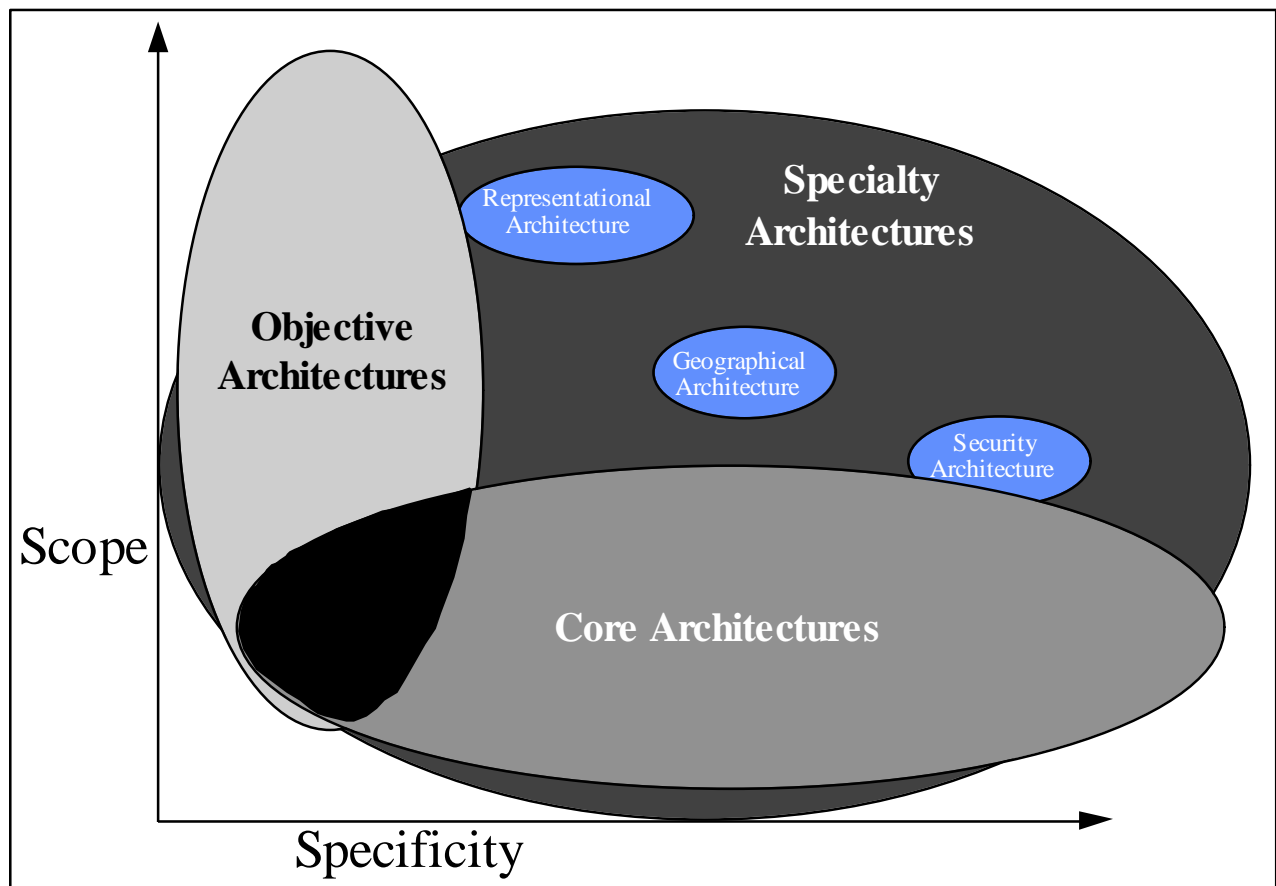 Specialty
Architectures
Representational
Architecture
Objective
Architectures
Geographical
Architecture
Security
Architecture
Scope
Core Architectures
Specificity